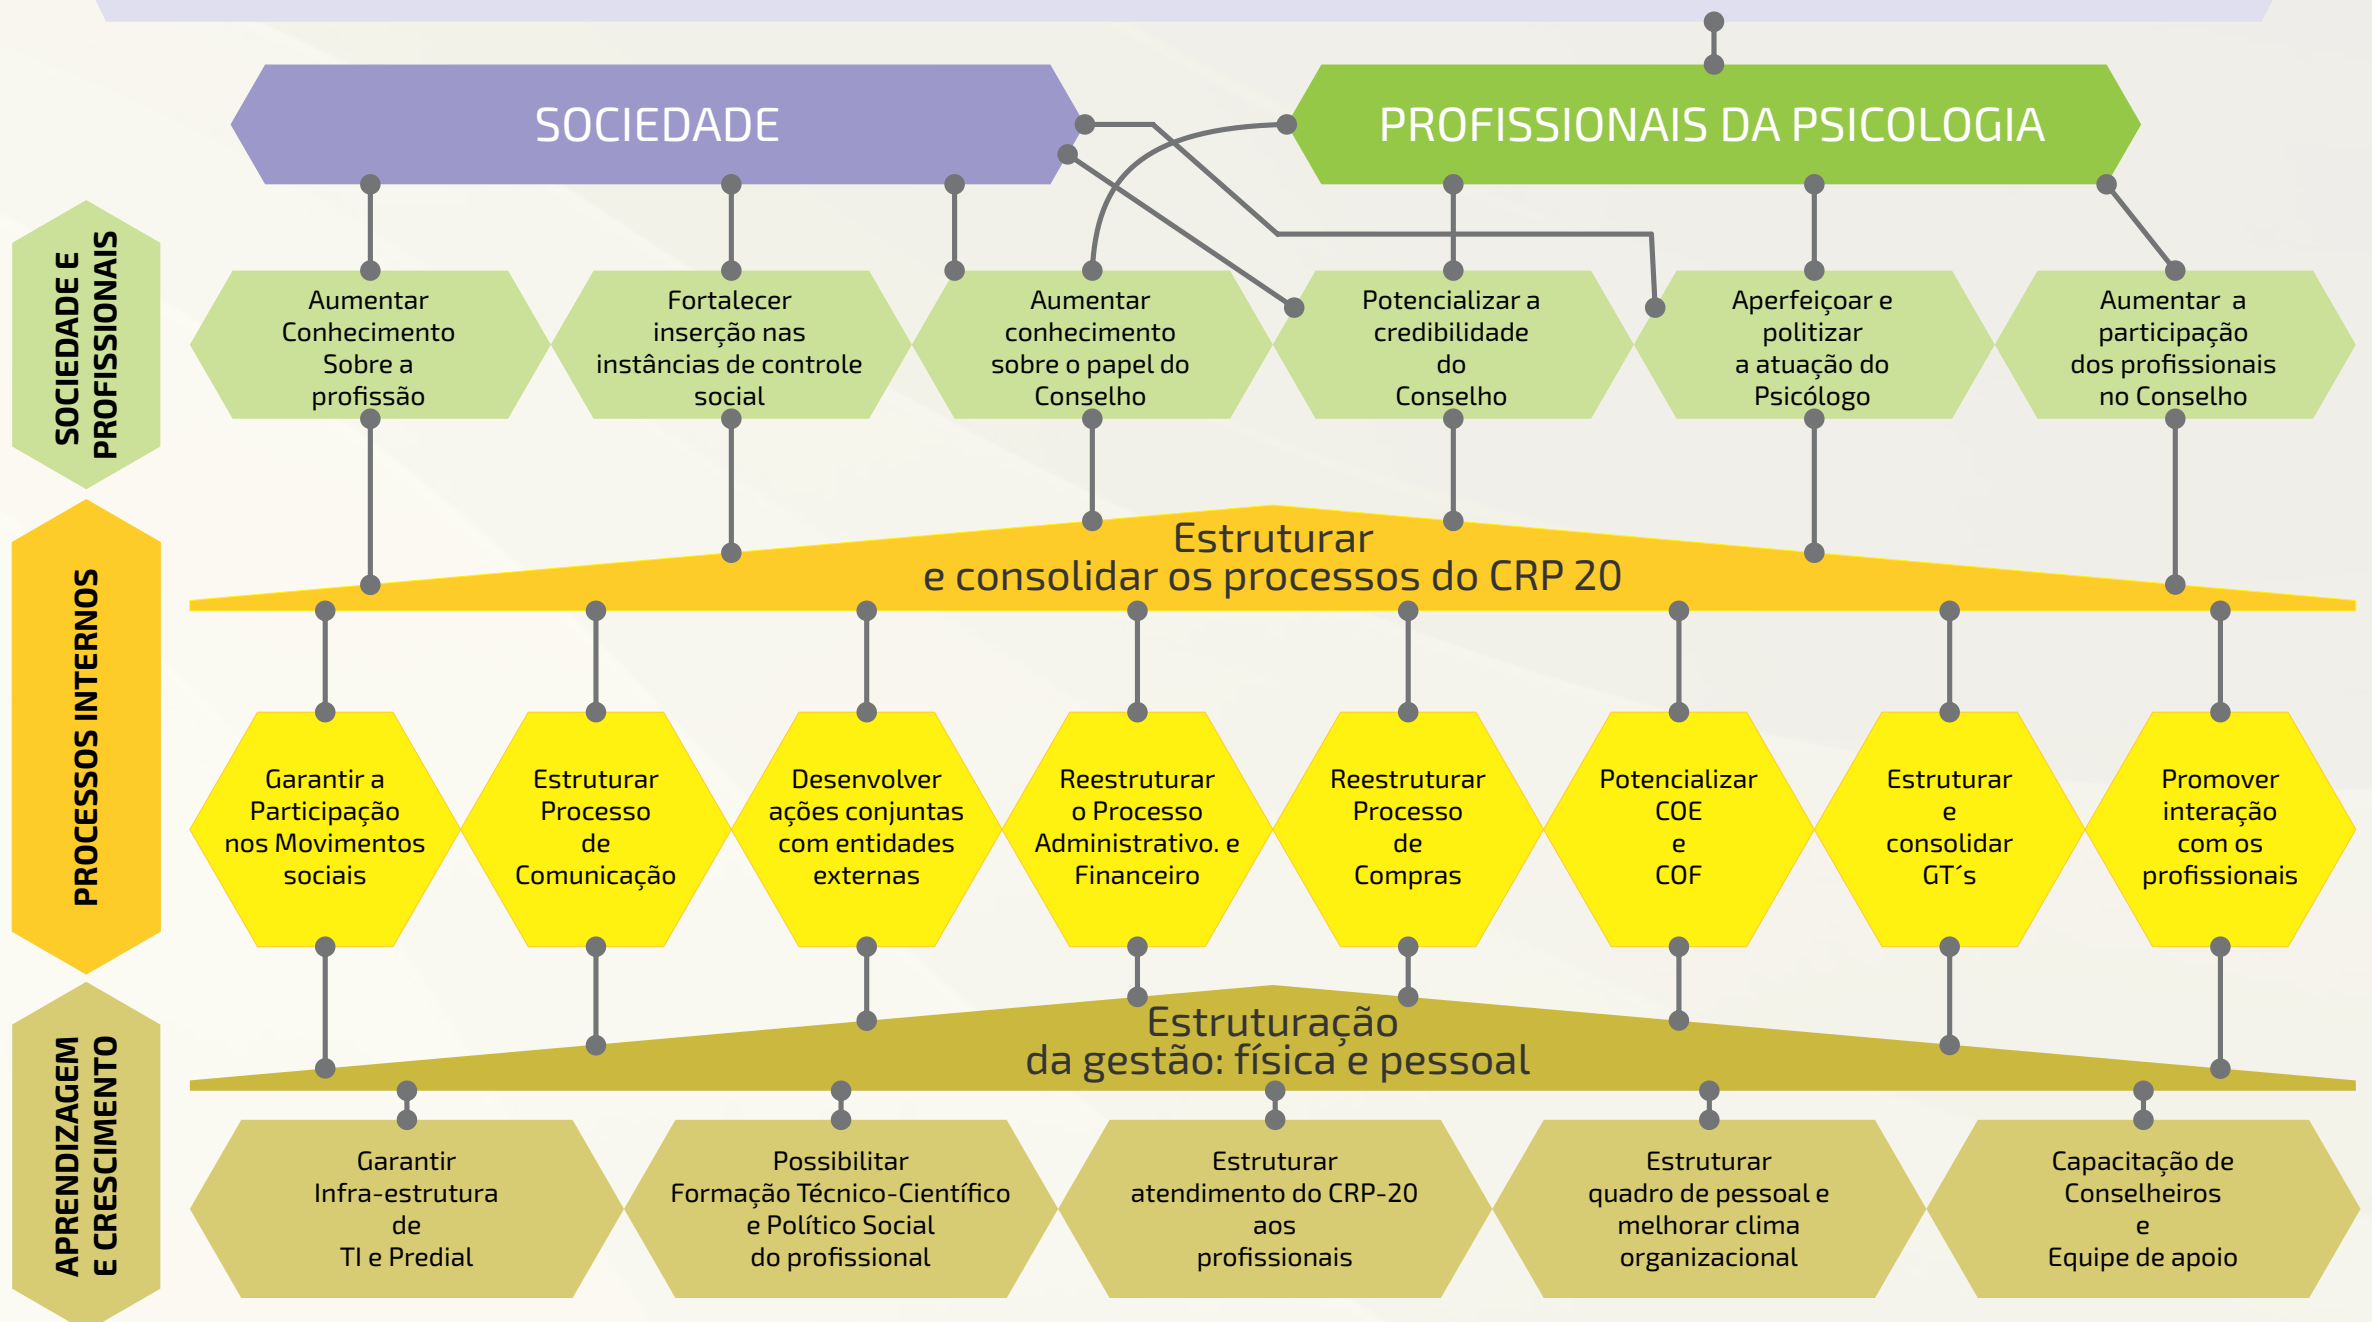 SOCIEDADE
PROFISSIONAIS DA PSICOLOGIA
SOCIEDADE E
PROFISSIONAIS
Aumentar
Conhecimento
Sobre a
profissão
Fortalecer
inserção nas
instâncias de controle
social
Aumentar
conhecimento
sobre o papel do
Conselho
Potencializar a
credibilidade
do
Conselho
Aperfeiçoar e
politizar
a atuação do
Psicólogo
Aumentar a
participação
dos profissionais
no Conselho
PROCESSOS INTERNOS
Estruturar
e consolidar os processos do CRP 20
Garantir a
Participação
nos Movimentos
sociais
Estruturar
Processo
de
Comunicação
Desenvolver
ações conjuntas
com entidades
externas
Reestruturar
o Processo
Administrativo. e
Financeiro
Reestruturar
Processo
de
Compras
Potencializar
COE
e
COF
Estruturar
e
consolidar
GT´s
Promover
interação
com os
profissionais
APRENDIZAGEM
E CRESCIMENTO
Estruturação
da gestão: física e pessoal
Garantir
Infra-estrutura
de
TI e Predial
Possibilitar
Formação Técnico-Científico
e Político Social
do profissional
Estruturar
atendimento do CRP-20
aos
profissionais
Estruturar
quadro de pessoal e
melhorar clima
organizacional
Capacitação de
Conselheiros
e
Equipe de apoio